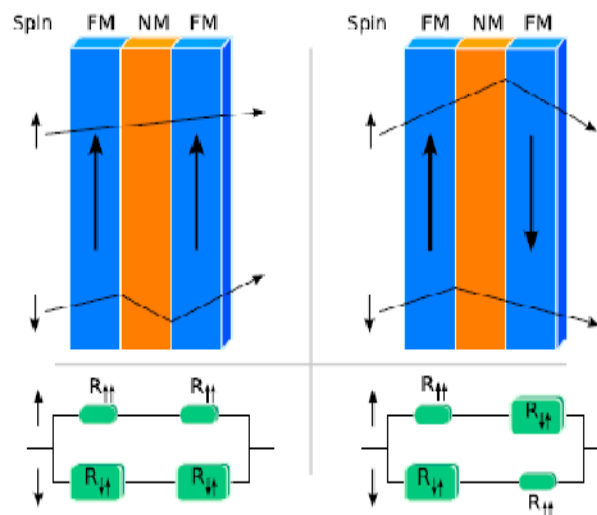 Spin FM NM FM
Spin FM NM FM
R↑↑ R↑↑
R↓↑ R↓↑
R↑↑ R↓↑
R↓↑ R↑↑